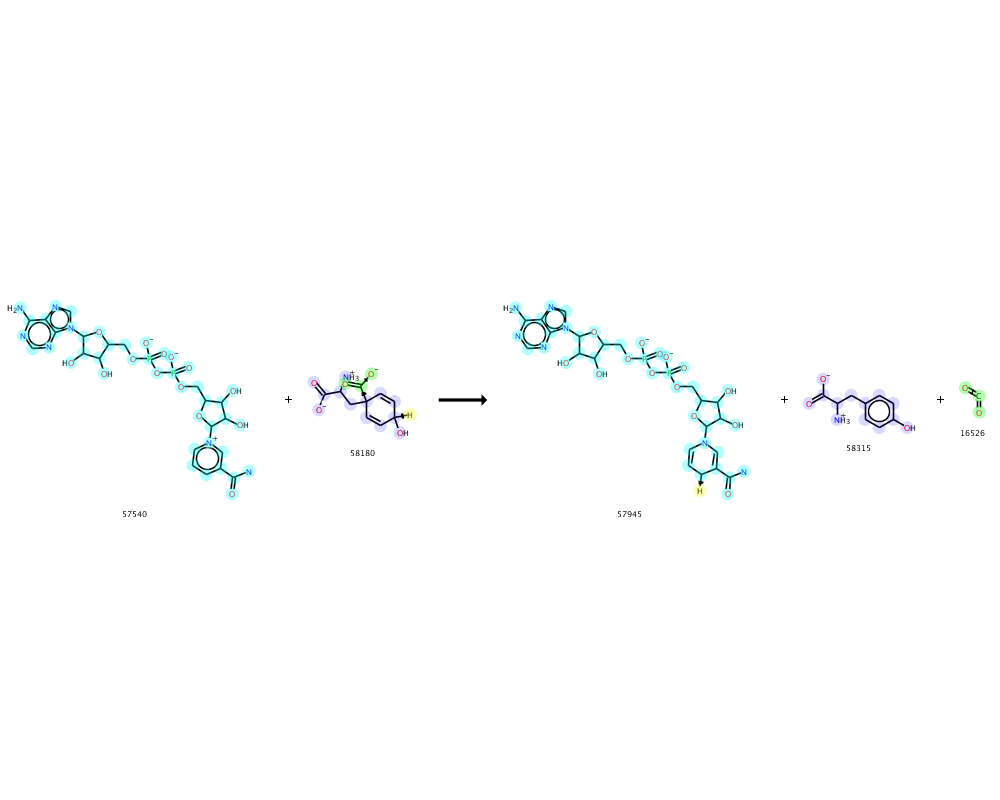 H₂N N N N N O HO OH O⁻ O O P O⁻ O P O O O OH OH N⁺ N O
+
O O⁻ NH₃⁺ O O⁻ H OH
H₂N N N N N O HO OH O⁻ O O P O⁻ O P O O O OH OH N N O H
+
O⁻ O NH₃⁺ OH
+
O C O
57540
58180
57945
58315
16526